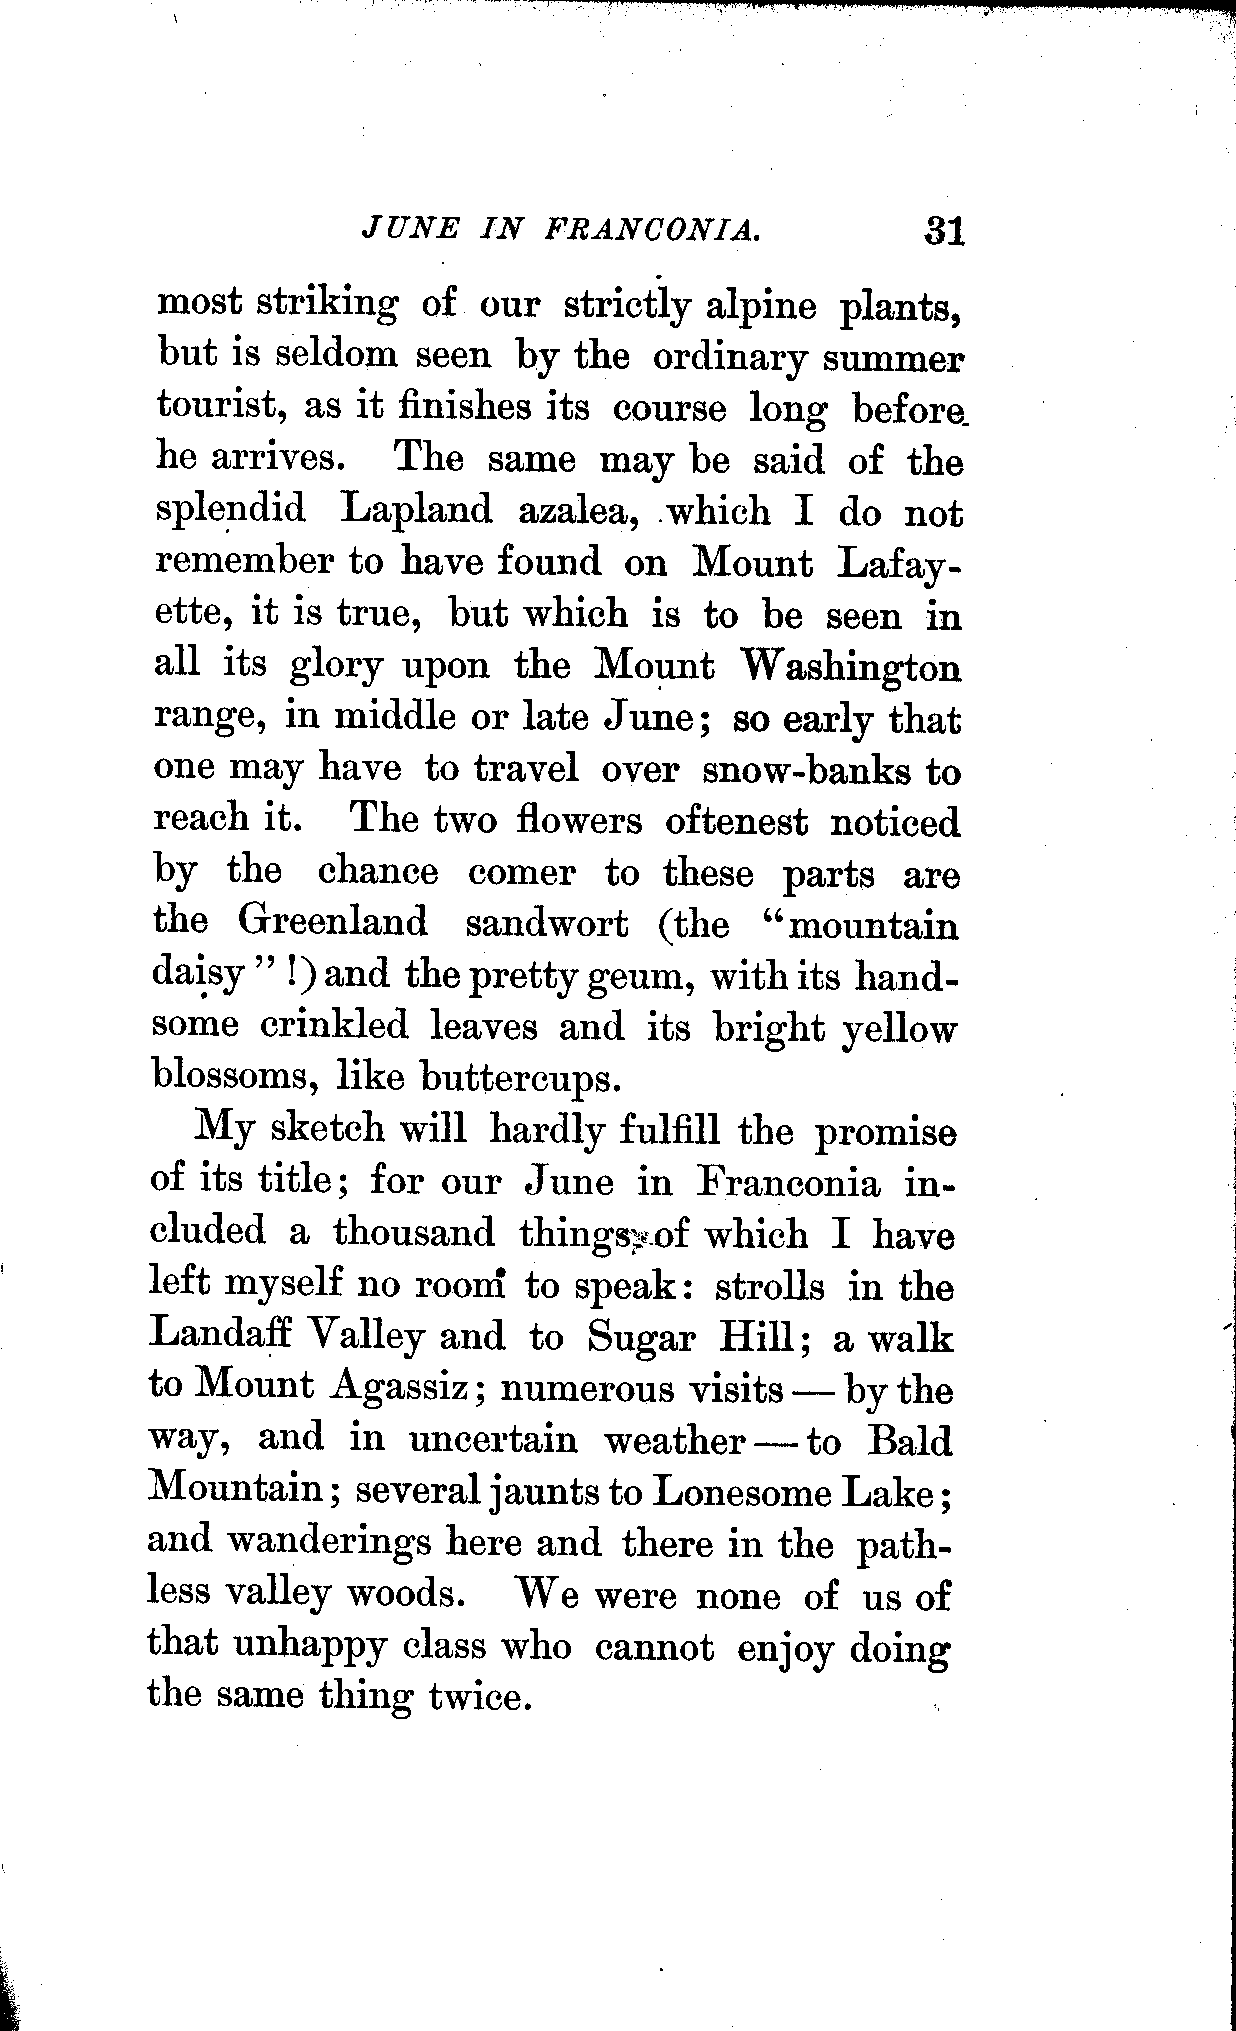 JUNE IN FRANCONIA. 31
most striking of our strictly alpine plants,
but is seldom seen by the ordinary summer
tourist, as it finishes its course long before
he arrives. The same may be said of the
splendid Lapland azalea, which I do not
remember to have found on Mount Lafay-
ette, it is true, but which is to be seen in
all its glory upon the Mount Washington
range, in middle or late June; so early that
one may have to travel over snow-banks to
reach it. The two flowers oftenest noticed
by the chance comer to these parts are
the Greenland sandwort (the "mountain
daisy" !) and the pretty geum, with its hand-
some crinkled leaves and its bright yellow
blossoms, like buttercups.
My sketch will hardly fulfill the promise
of its title; for our June in Franconia in-
cluded a thousand things of which I have
left myself no room to speak: strolls in the
Landaff Valley and to Sugar Hill; a walk
to Mount Agassiz; numerous visits — by the
way, and in uncertain weather — to Bald
Mountain; several jaunts to Lonesome Lake;
and wanderings here and there in the path-
less valley woods. We were none of us of
that unhappy class who cannot enjoy doing
the same thing twice.